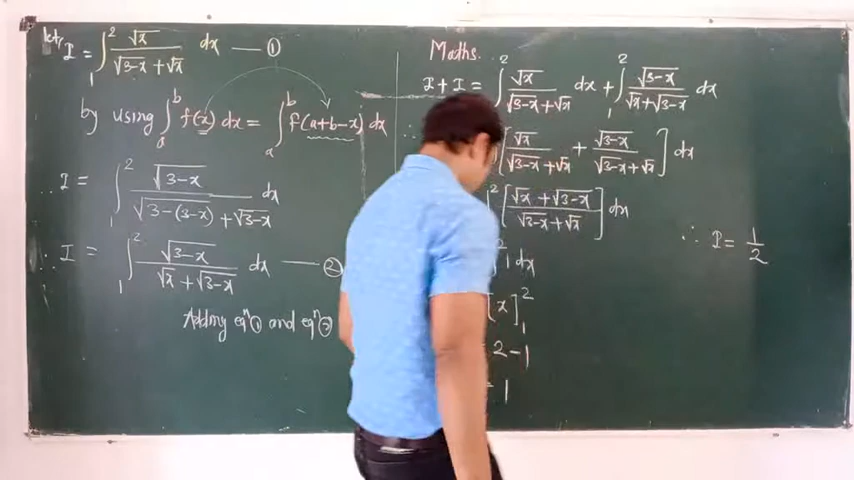 let, I = ∫₁² √x / (√(3-x) + √x) dx — ①
by using ∫ₐᵇ f(x) dx = ∫ₐᵇ f(a+b-x) dx
∴ I = ∫₁² √(3-x) / (√(3-(3-x)) + √(3-x)) dx
∴ I = ∫₁² √(3-x) / (√x + √(3-x)) dx — ②
Adding eqⁿ① and eqⁿ②
Maths.
I + I = ∫₁² √x / (√(3-x) + √x) dx + ∫₁² √(3-x) / (√x + √(3-x)) dx
∴ [ √x / (√(3-x) + √x) + √(3-x) / (√(3-x) + √x) ] dx
² [ (√x + √(3-x)) / (√(3-x) + √x) ] dx
² 1 dx
[x]₁²
2 - 1
= 1
∴ I = 1/2